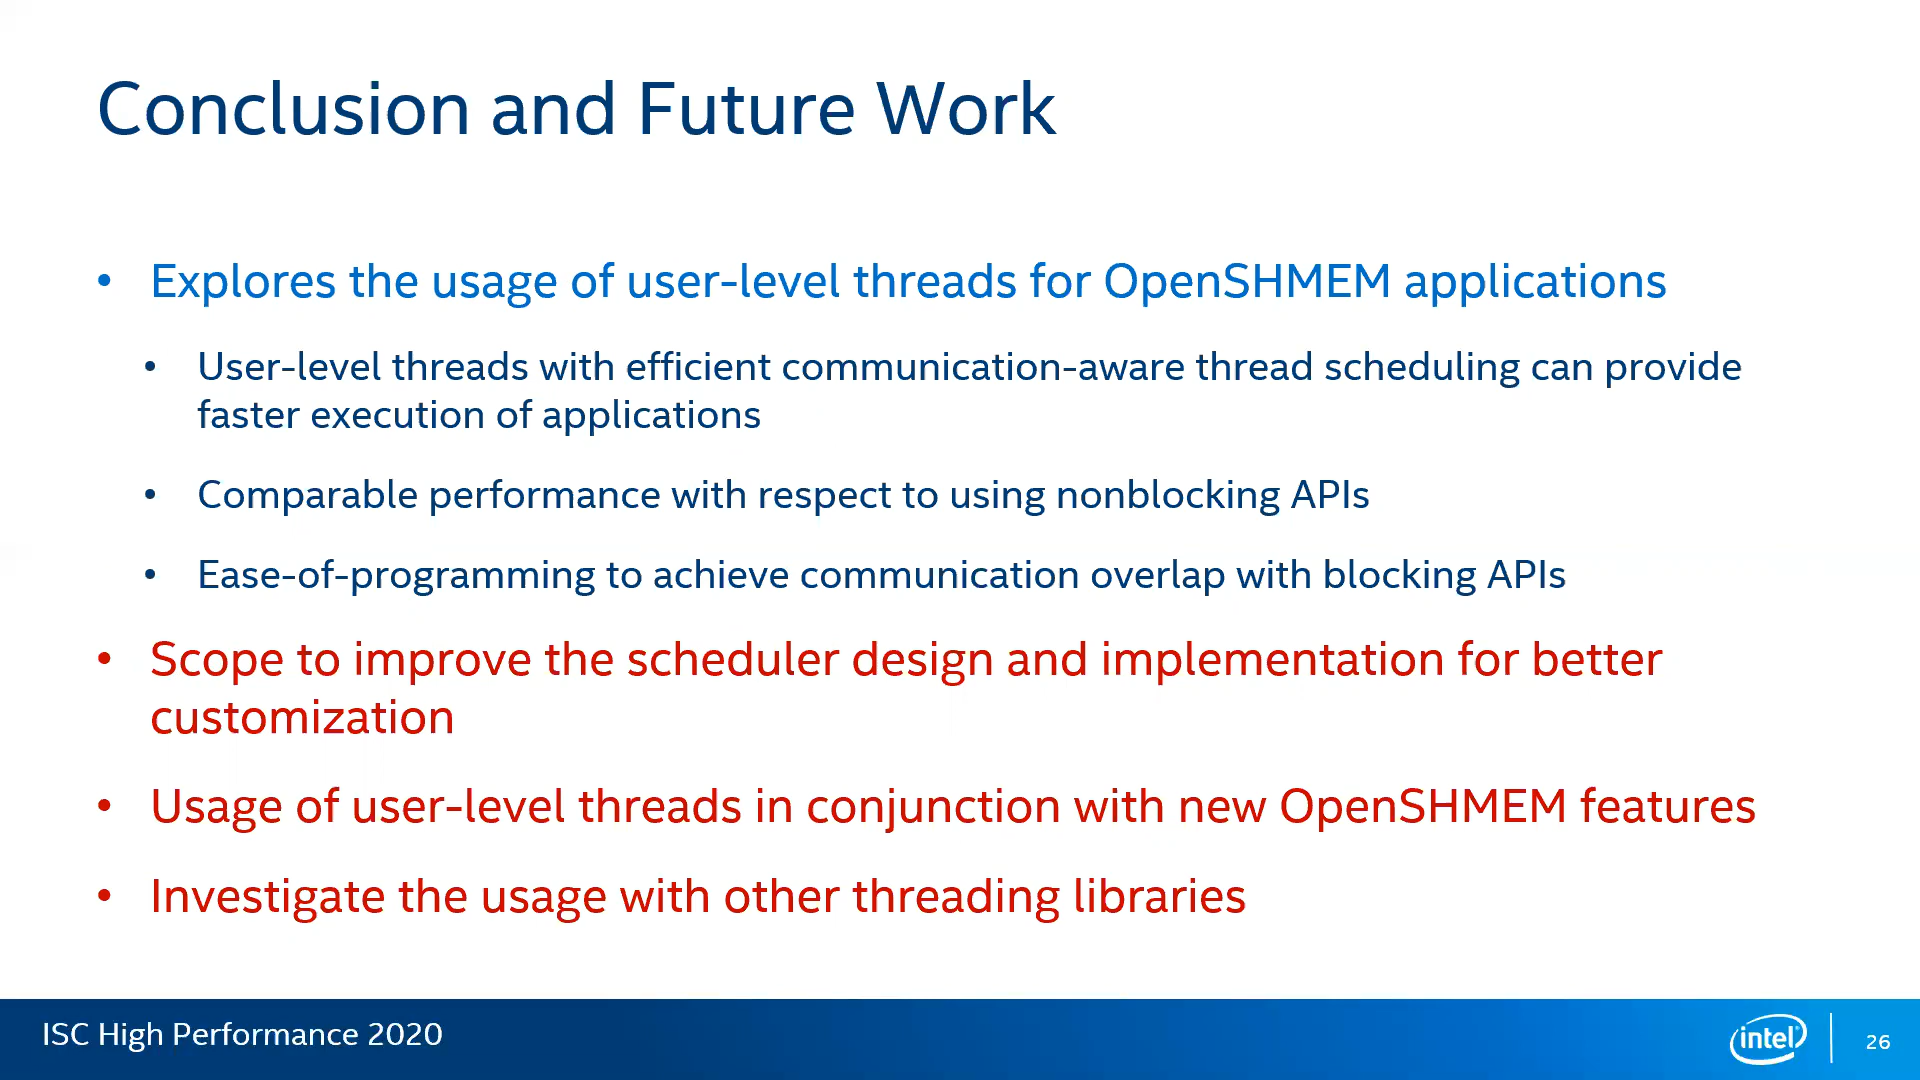 Conclusion and Future Work
• Explores the usage of user-level threads for OpenSHMEM applications
• User-level threads with efficient communication-aware thread scheduling can provide
faster execution of applications
• Comparable performance with respect to using nonblocking APIs
• Ease-of-programming to achieve communication overlap with blocking APIs
• Scope to improve the scheduler design and implementation for better
customization
• Usage of user-level threads in conjunction with new OpenSHMEM features
• Investigate the usage with other threading libraries
ISC High Performance 2020
intel
26